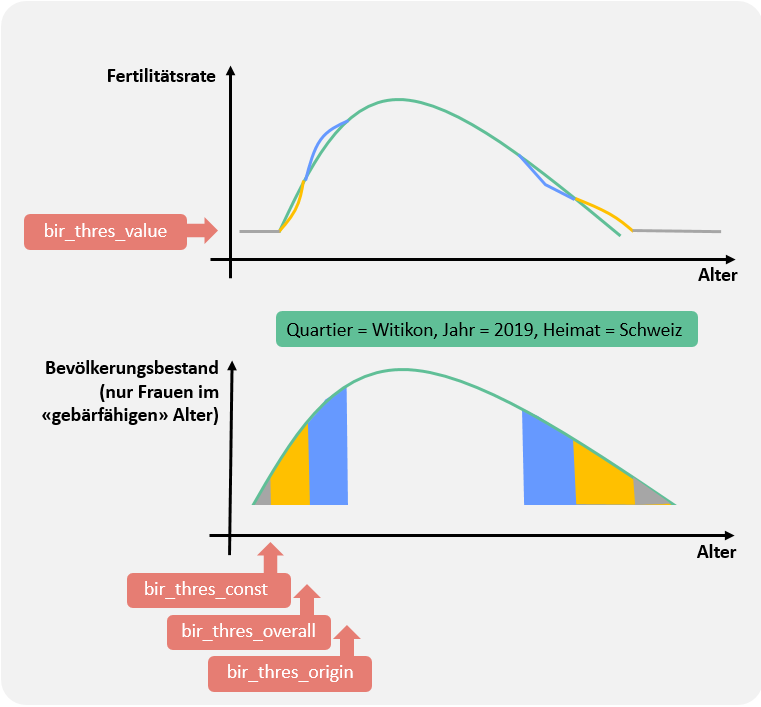 Fertilitätsrate
bir_thres_value
Alter
Quartier = Witikon, Jahr = 2019, Heimat = Schweiz
Bevölkerungsbestand
(nur Frauen im
«gebärfähigen» Alter)
Alter
bir_thres_const
bir_thres_overall
bir_thres_origin